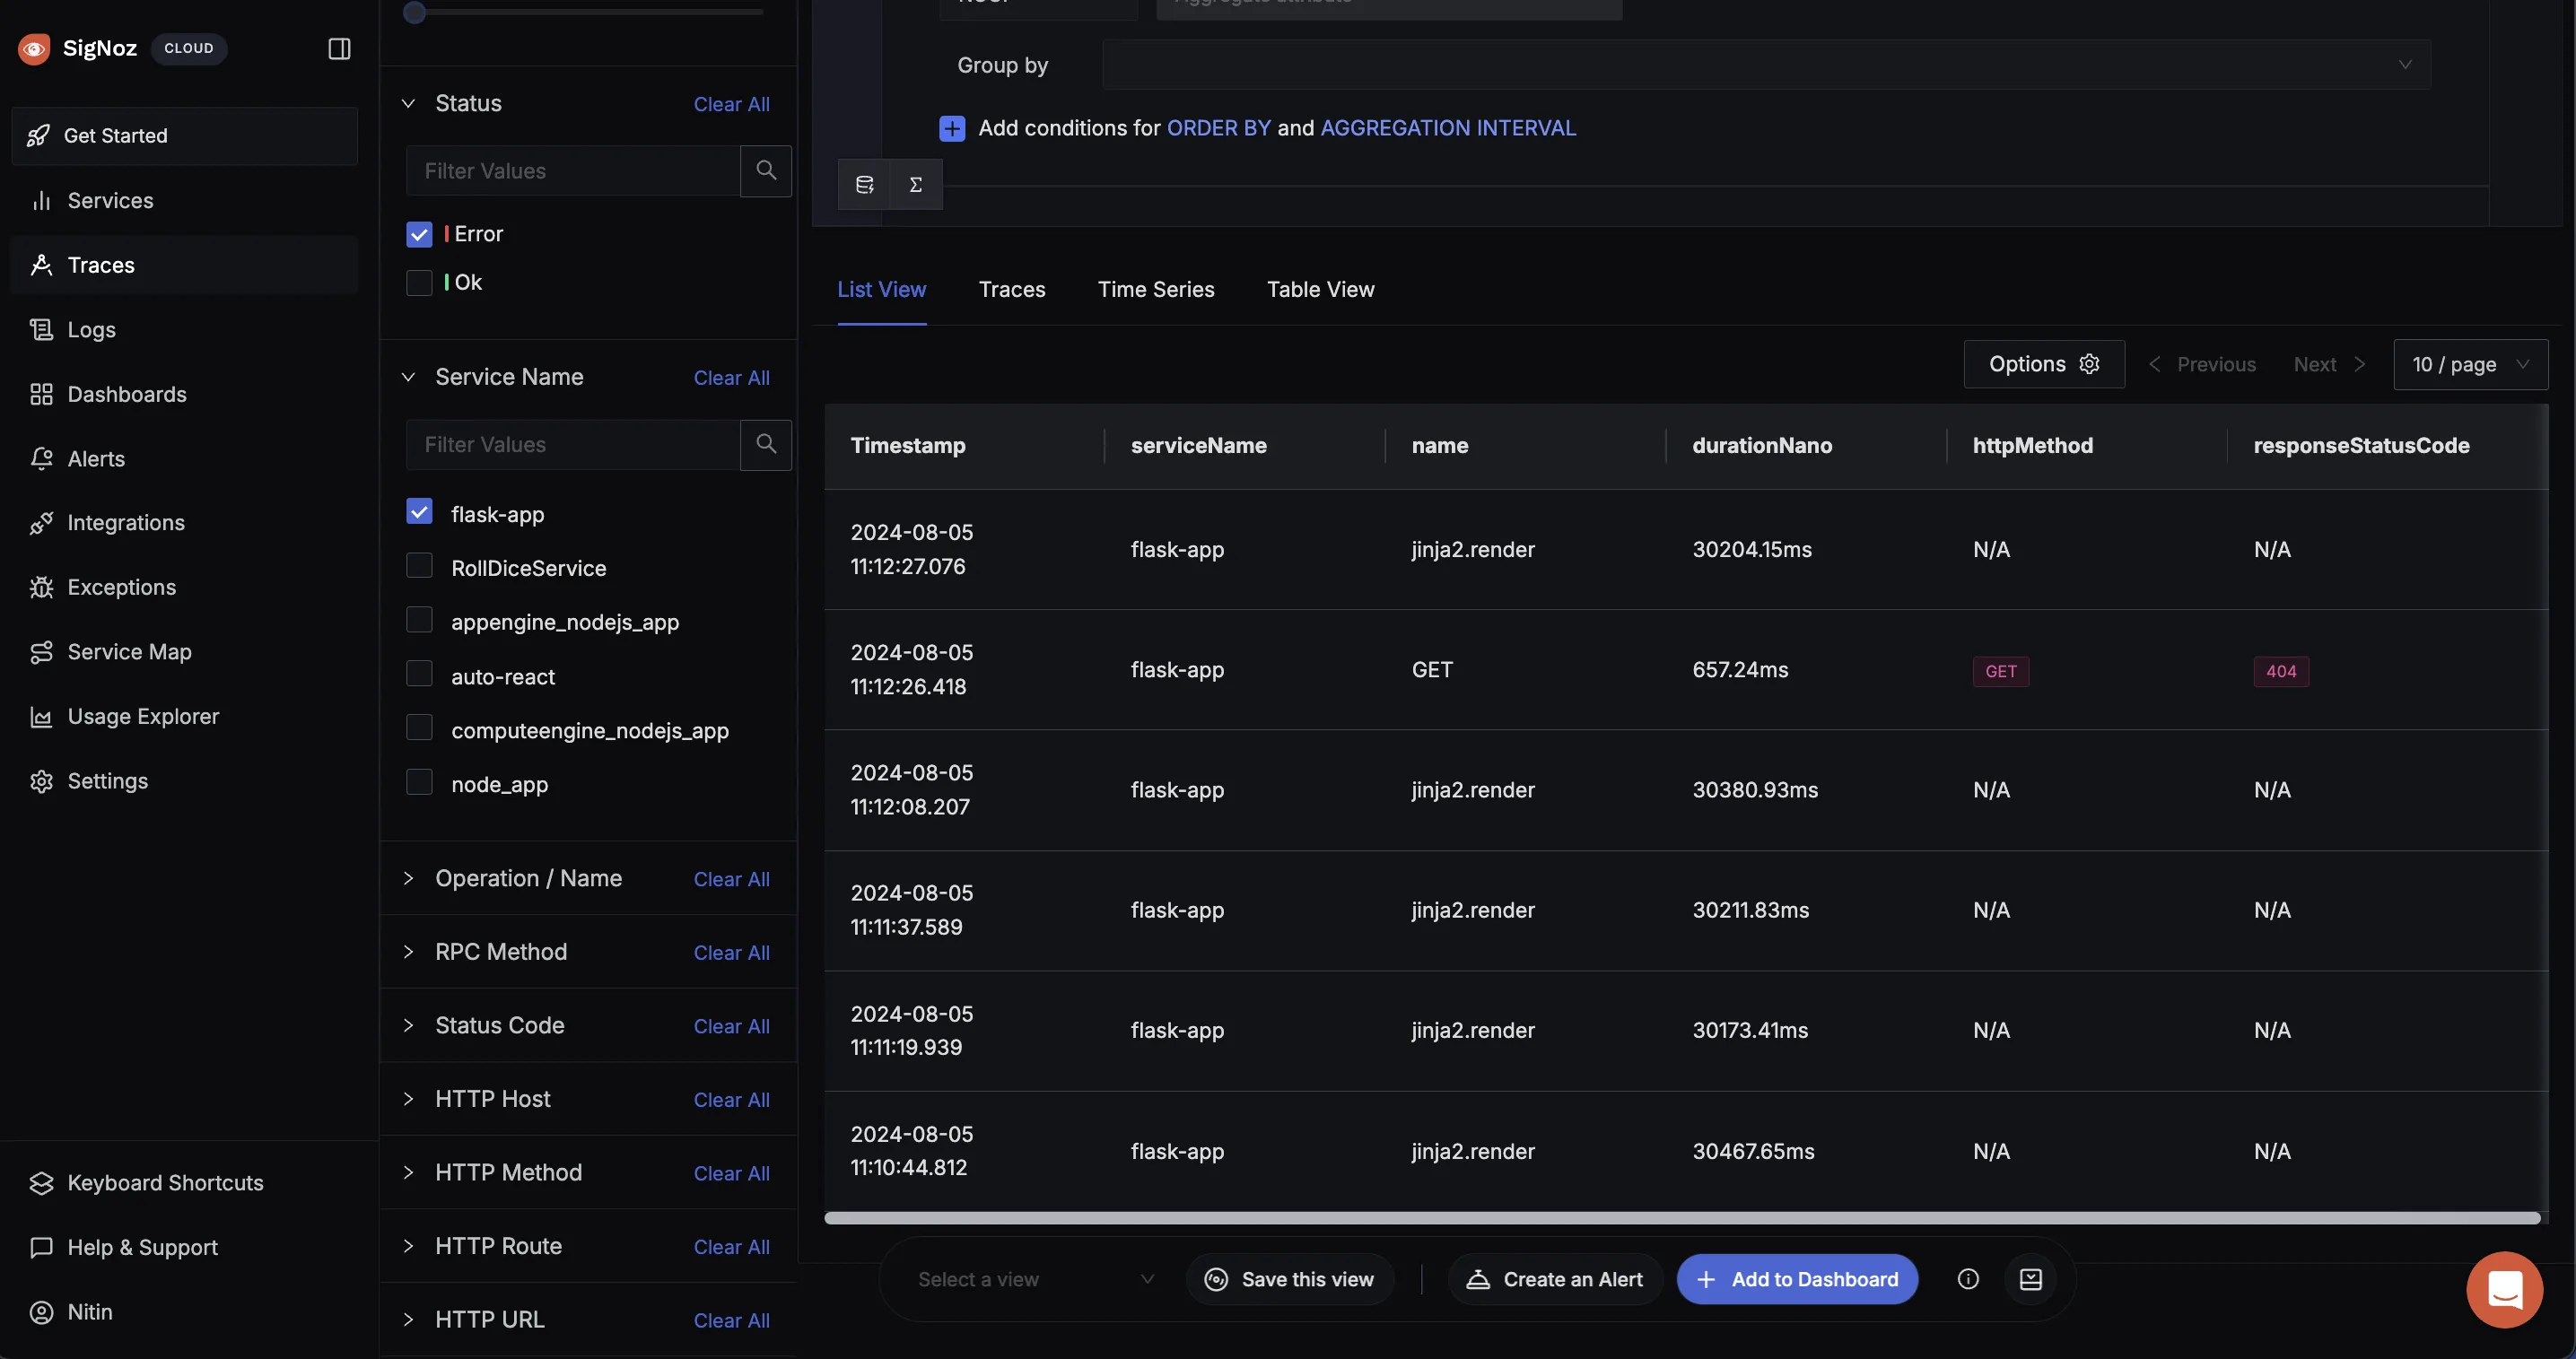 SigNoz CLOUD
Get Started
Services
Traces
Logs
Dashboards
Alerts
Integrations
Exceptions
Service Map
Usage Explorer
Settings
Keyboard Shortcuts
Help & Support
Nitin
Status Clear All
Filter Values
Error
Ok
Service Name Clear All
Filter Values
flask-app
RollDiceService
appengine_nodejs_app
auto-react
computeengine_nodejs_app
node_app
Operation / Name Clear All
RPC Method Clear All
Status Code Clear All
HTTP Host Clear All
HTTP Method Clear All
HTTP Route Clear All
HTTP URL Clear All
Group by
Add conditions for ORDER BY and AGGREGATION INTERVAL
List View Traces Time Series Table View
Options Previous Next 10 / page
Timestamp serviceName name durationNano httpMethod responseStatusCode
2024-08-05
11:12:27.076 flask-app jinja2.render 30204.15ms N/A N/A
2024-08-05
11:12:26.418 flask-app GET 657.24ms GET 404
2024-08-05
11:12:08.207 flask-app jinja2.render 30380.93ms N/A N/A
2024-08-05
11:11:37.589 flask-app jinja2.render 30211.83ms N/A N/A
2024-08-05
11:11:19.939 flask-app jinja2.render 30173.41ms N/A N/A
2024-08-05
11:10:44.812 flask-app jinja2.render 30467.65ms N/A N/A
Select a view Save this view Create an Alert Add to Dashboard